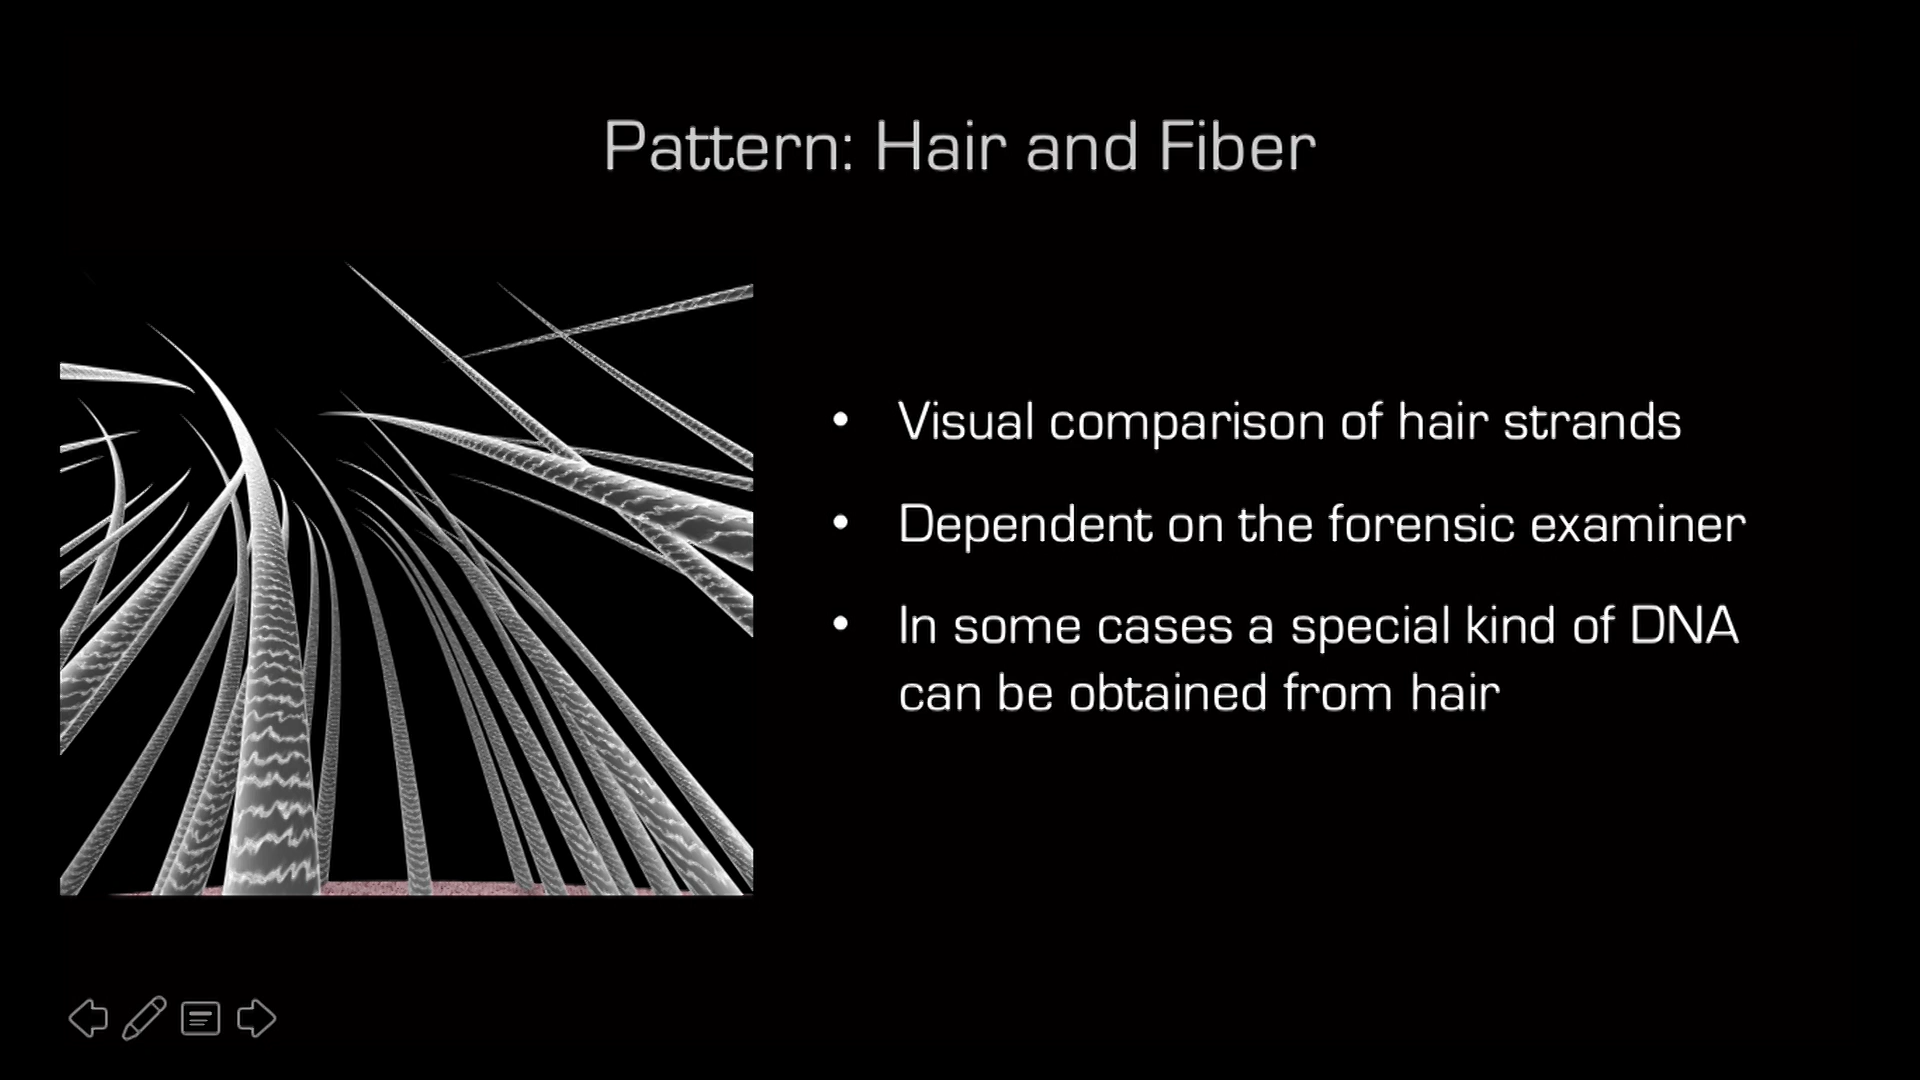 Pattern: Hair and Fiber
• Visual comparison of hair strands
• Dependent on the forensic examiner
• In some cases a special kind of DNA
can be obtained from hair